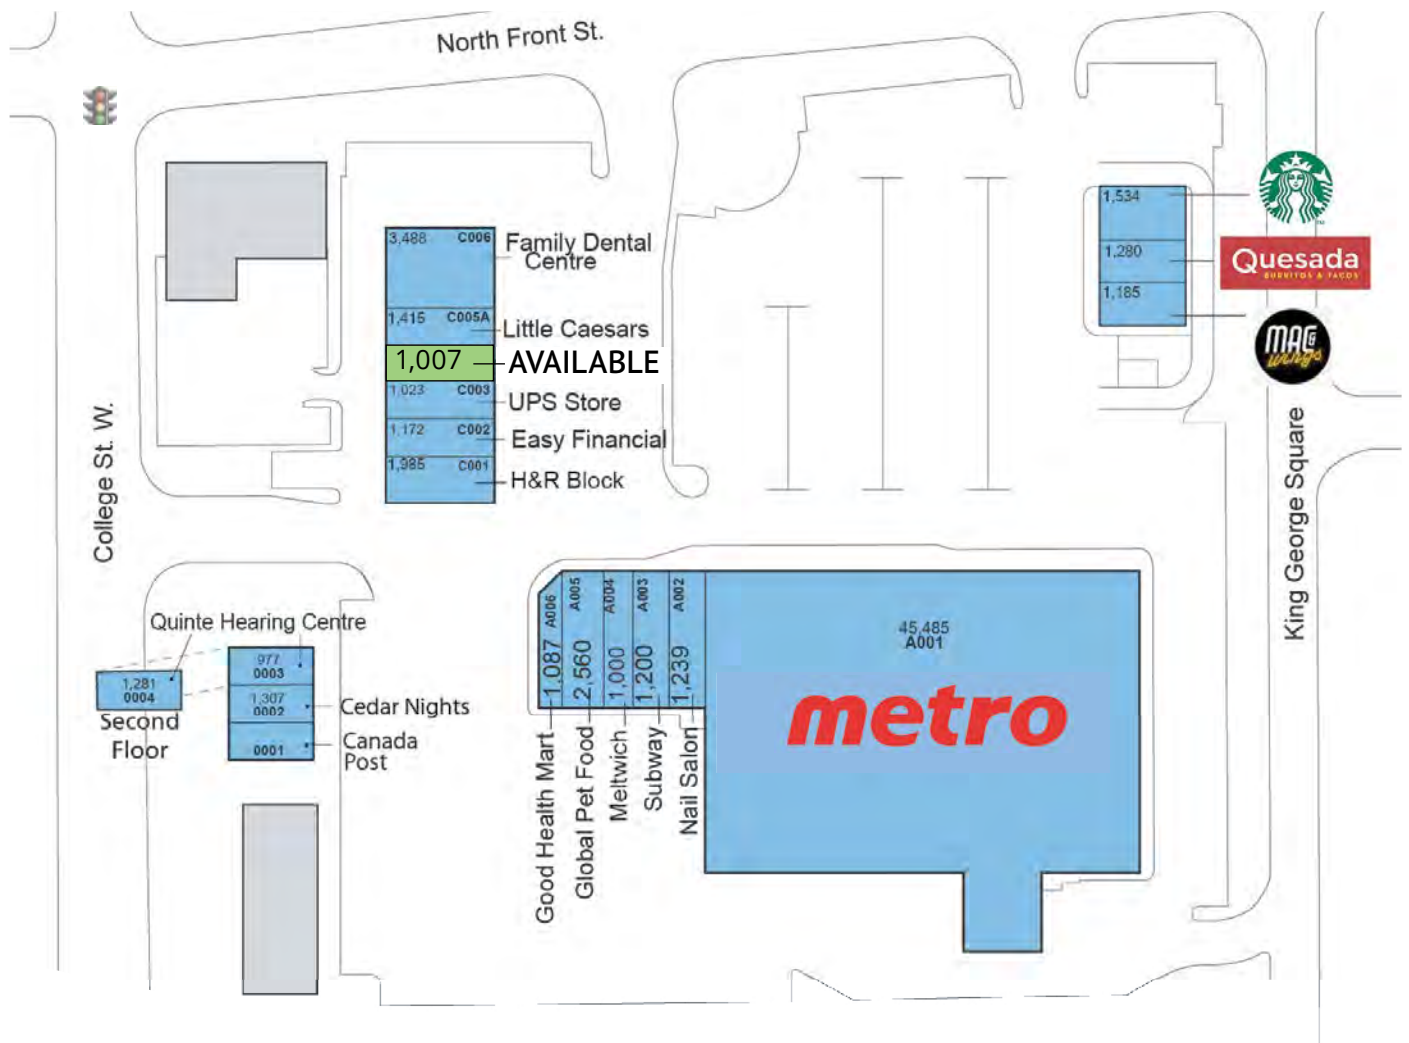 North Front St.
College St. W.
King George Square
3,488 C006 Family Dental
Centre
1,415 C005A Little Caesars
1,007 AVAILABLE
1,023 C003 UPS Store
1,172 C002 Easy Financial
1,985 C001 H&R Block
1,534
1,280 Quesada
BURRITOS & TACOS
1,185
MAC & wings
Quinte Hearing Centre
977
0003
1,281
0004
Second
Floor
1,307
0002 Cedar Nights
0001 Canada
Post
A006 1,087 Good Health Mart
A005 2,560 Global Pet Food
A004 1,000 Meltwich
A003 1,200 Subway
A002 1,239 Nail Salon
45,485
A001
metro